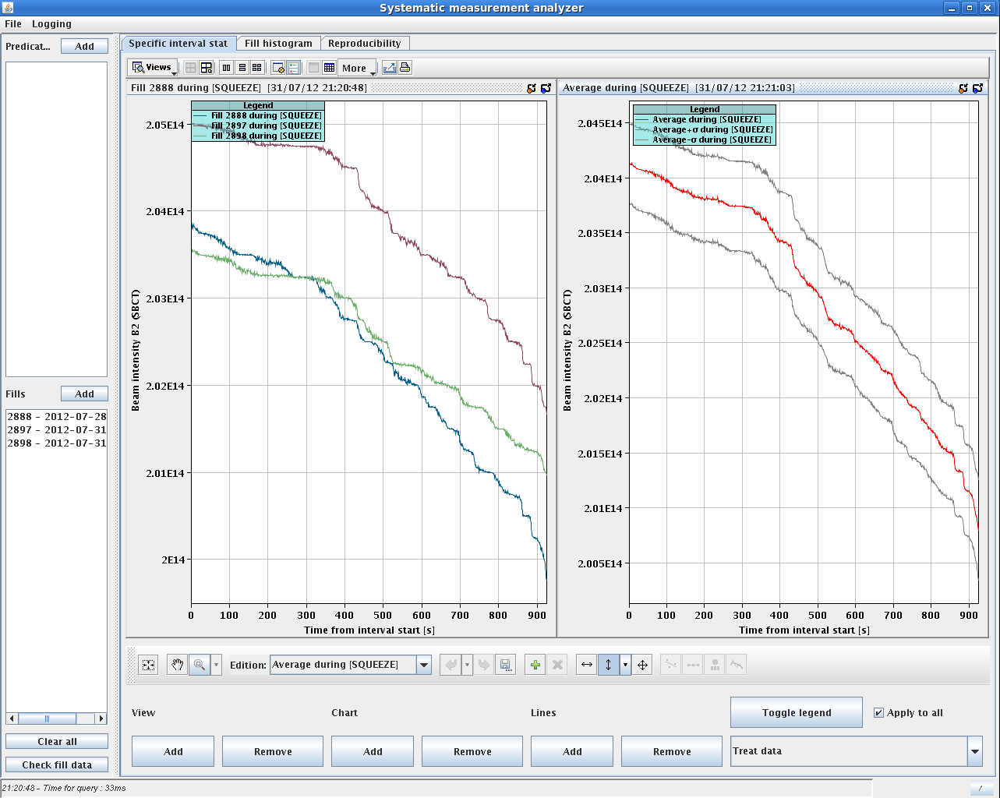 Systematic measurement analyzer
File Logging
Predicat... Add
Fills Add
2888 - 2012-07-28
2897 - 2012-07-31
2898 - 2012-07-31
Clear all
Check fill data
Specific interval stat Fill histogram Reproducibility
Views More
Fill 2888 during [SQUEEZE] [31/07/12 21:20:48]
Legend
Fill 2888 during [SQUEEZE]
Fill 2897 during [SQUEEZE]
Fill 2898 during [SQUEEZE]
Beam intensity B2 (SBCT)
2.05E14
2.04E14
2.03E14
2.02E14
2.01E14
2E14
0 100 200 300 400 500 600 700 800 900
Time from interval start [s]
Average during [SQUEEZE] [31/07/12 21:21:03]
Legend
Average during [SQUEEZE]
Average+σ during [SQUEEZE]
Average-σ during [SQUEEZE]
Beam intensity B2 (SBCT)
2.045E14
2.04E14
2.035E14
2.03E14
2.025E14
2.02E14
2.015E14
2.01E14
2.005E14
0 100 200 300 400 500 600 700 800 900
Time from interval start [s]
Edition: Average during [SQUEEZE]
View Chart Lines Toggle legend Apply to all
Add Remove Add Remove Add Remove Treat data
21:20:48 - Time for query : 33ms